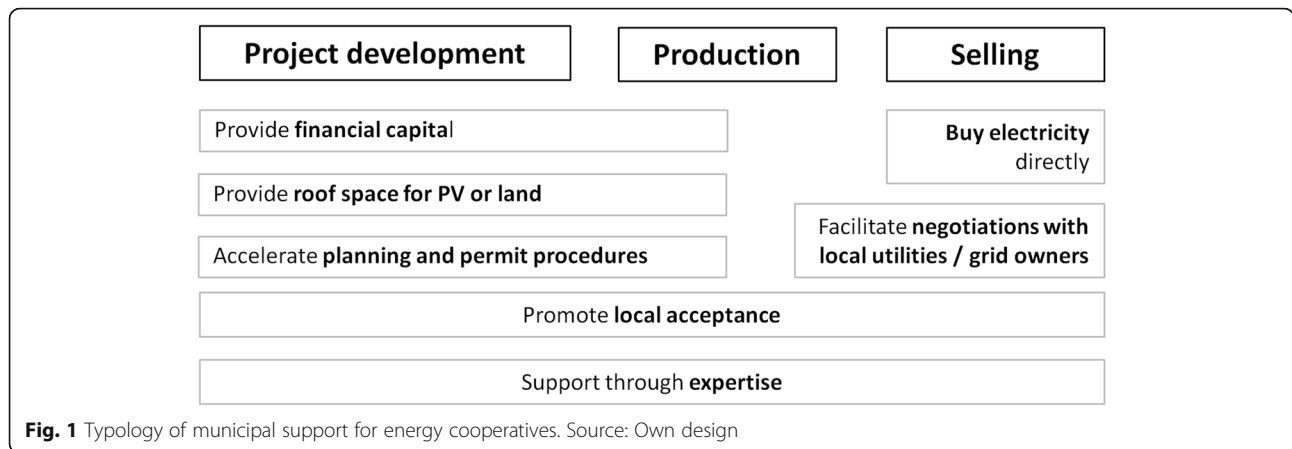 Project development
Production
Selling
Provide financial capital
Buy electricity
directly
Provide roof space for PV or land
Facilitate negotiations with
local utilities / grid owners
Accelerate planning and permit procedures
Promote local acceptance
Support through expertise
Fig. 1 Typology of municipal support for energy cooperatives. Source: Own design